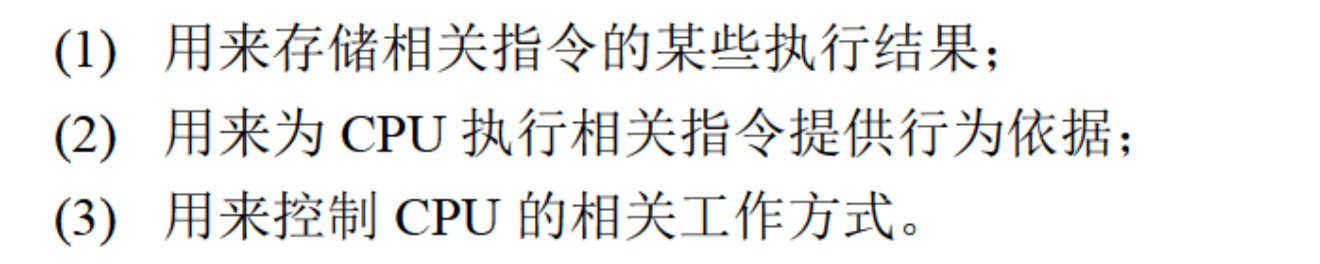 (1) 用来存储相关指令的某些执行结果；
(2) 用来为 CPU 执行相关指令提供行为依据；
(3) 用来控制 CPU 的相关工作方式。